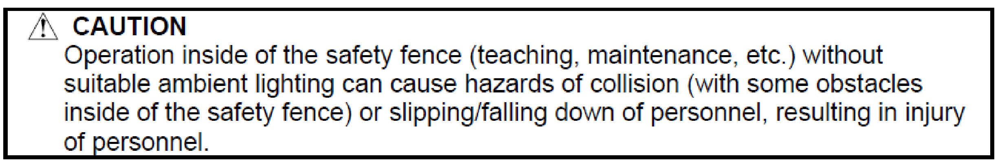 CAUTION
Operation inside of the safety fence (teaching, maintenance, etc.) without
suitable ambient lighting can cause hazards of collision (with some obstacles
inside of the safety fence) or slipping/falling down of personnel, resulting in injury
of personnel.